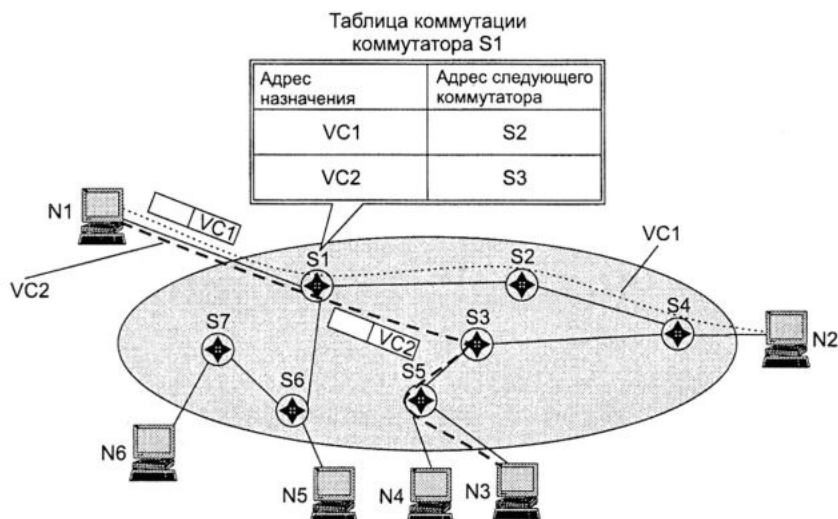 Таблица коммутации
коммутатора S1
Адрес
назначения
Адрес следующего
коммутатора
VC1
S2
VC2
S3
N1
VC1
VC1
VC2
S1
S2
S7
S3
S4
VC2
N2
S5
S6
N6
N5
N4
N3